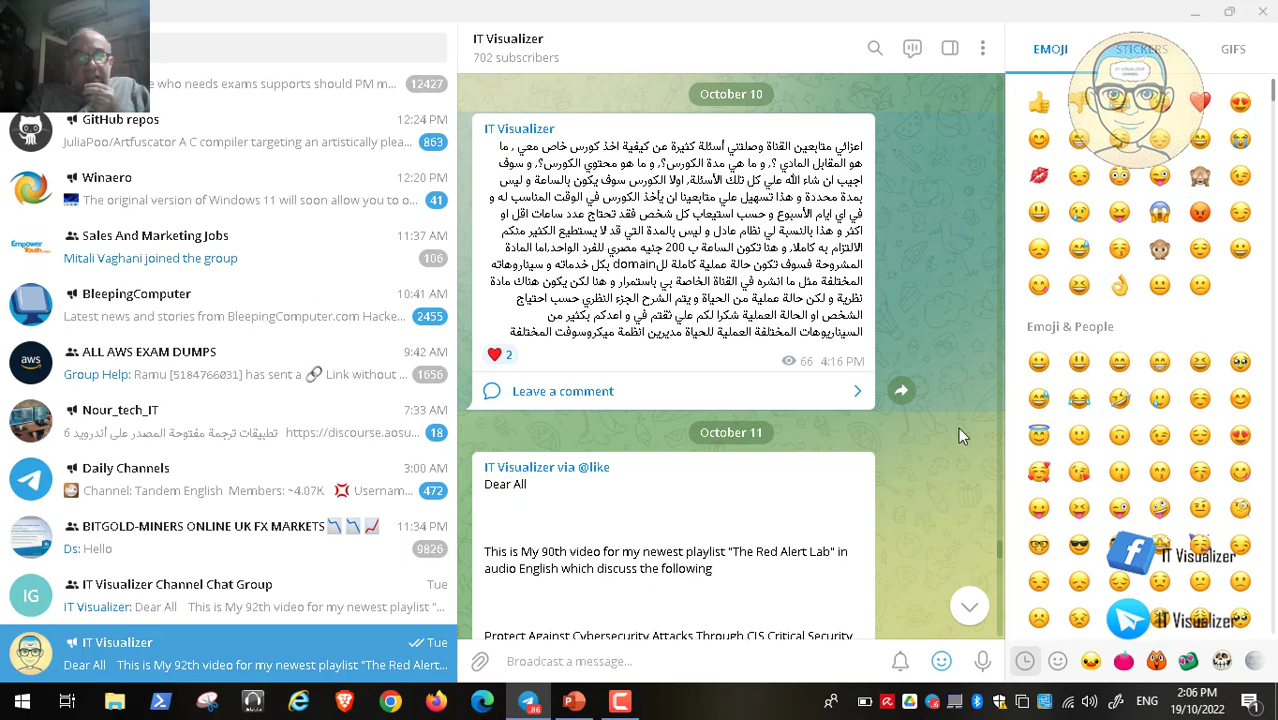 who needs exams supports should PM m...
12427
GitHub repos
12:24 PM
JuliaPoo/Artfuscator A C compiler targeting an artistically plea...
863
Winaero
12:20 PM
The original version of Windows 11 will soon allow you to o...
41
Sales And Marketing Jobs
11:37 AM
Mitali Vaghani joined the group
106
BleepingComputer
10:41 AM
Latest news and stories from BleepingComputer.com Hacke...
2455
ALL AWS EXAM DUMPS
9:42 AM
Group Help: Ramu [5184766031] has sent a 🔗 Link without ...
1656
Nour_tech_IT
7:33 AM
6 تطبيقات ترجمة مفتوحة المصدر على أندرويد https://discourse.aosu...
18
Daily Channels
3:00 AM
Channel: Tandem English Members: ~4.07K 💢 Usernam...
472
BITGOLD-MINERS ONLINE UK FX MARKETS📉 📉 📈
11:34 PM
Ds: Hello
9826
IG
IT Visualizer Channel Chat Group
Tue
IT Visualizer: Dear All This is My 92th video for my newest playlist "...
IT Visualizer
Tue
Dear All This is My 92th video for my newest playlist "The Red Alert...
IT Visualizer
702 subscribers
October 10
IT Visualizer
اعزائي متابعين القناة وصلتني أسئلة كثيرة عن كيفية اخذ كورس خاص معي , ما
هو المقابل المادي ؟, و ما هي مدة الكورس؟, و ما هو محتوي الكورس؟, و سوف
اجيب ان شاء الله علي كل تلك الأسئلة, اولا الكورس سوف يكون بالساعة و ليس
بمدة محددة و هذا تسهيل علي متابعينا ان يأخذ الكورس في الوقت المناسب له و
في اي ايام الأسبوع و حسب استيعاب كل شخص فقد تحتاج عدد ساعات اقل او
اكثر و هذا بالنسبة لي نظام عادل و ليس بالمدة التي قد لا يستطيع الكثير منكم
الالتزام به كاملا, و هنا تكون الساعة ب 200 جنيه مصري للفرد الواحد,اما المادة
المشروحة فسوف تكون حالة عملية كاملة للdomain بكل خدماته و سيناروهاته
المختلفة مثل ما انشره في القناة الخاصة بي باستمرار و هنا لكن يكون هناك مادة
نظرية و لكن حالة عملية من الحياة و يتم الشرح الجزء النظري حسب احتياج
الشخص او الحالة العملية شكرا لكم علي ثقتم في و اعدكم بكثير من
السيناريوهات المختلفة العملية للحياة مديرين انظمة ميكروسوفت المختلفة
❤️ 2
66 4:16 PM
Leave a comment
October 11
IT Visualizer via @like
Dear All
This is My 90th video for my newest playlist "The Red Alert Lab" in
audio English which discuss the following
Protect Against Cybersecurity Attacks Through CIS Critical Security
Broadcast a message...
EMOJI
STICKERS
GIFS
IT VISUALIZER
CHANNEL
Emoji & People
IT Visualizer
IT Visualizer
.86
ENG
2:06 PM
19/10/2022
1